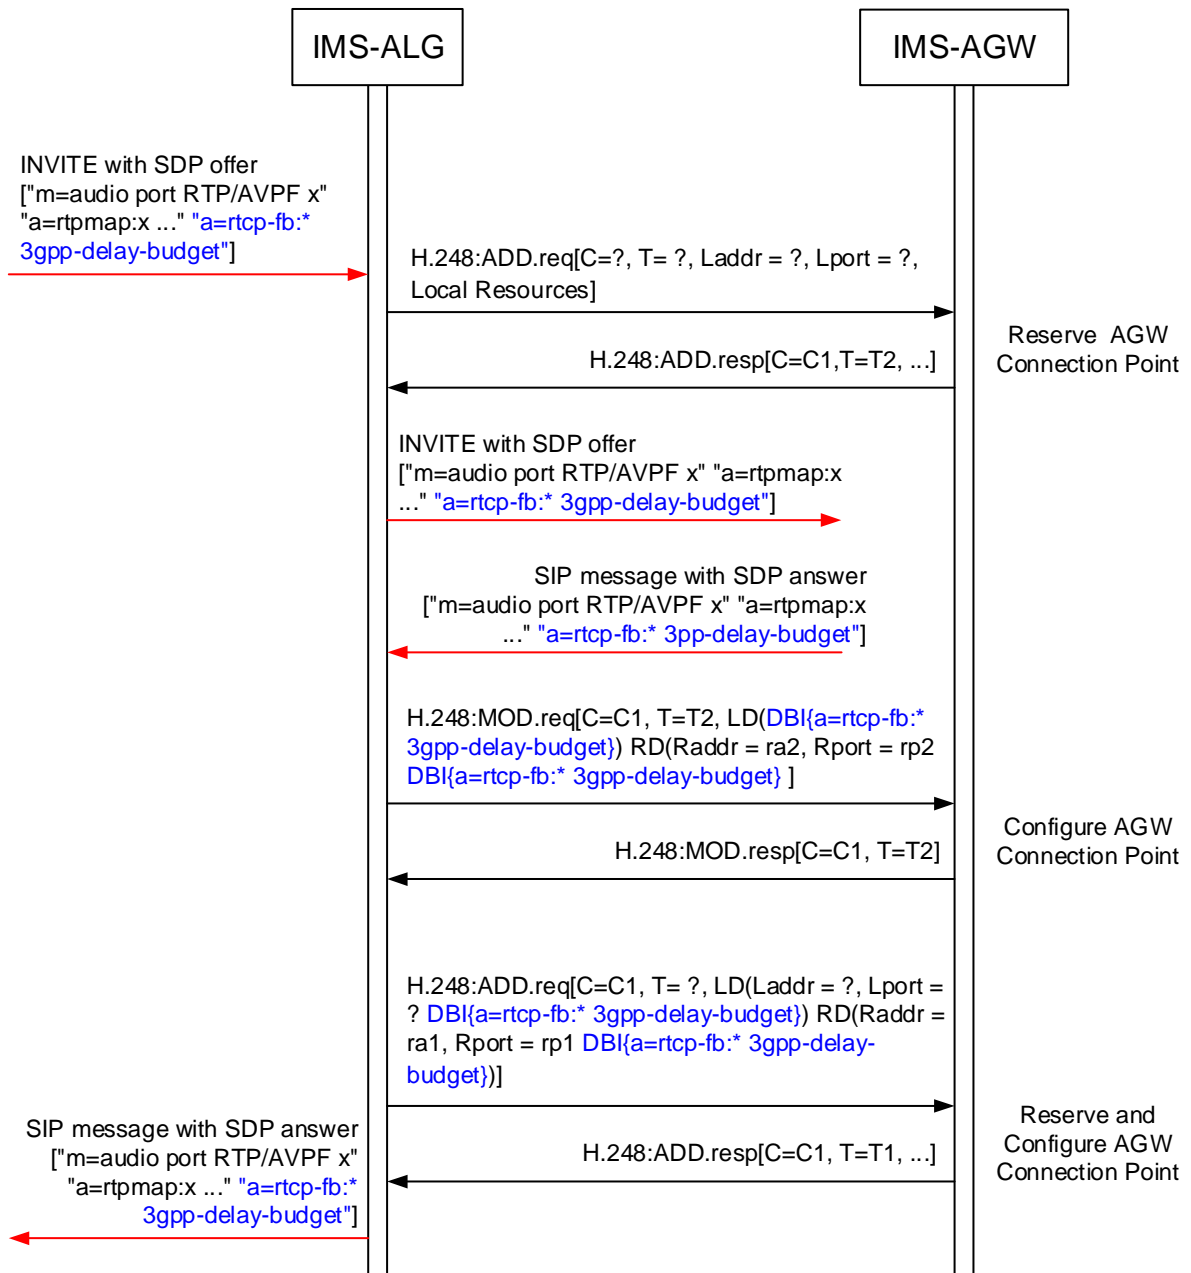 IMS-ALG
IMS-AGW
INVITE with SDP offer
["m=audio port RTP/AVPF x"
"a=rtpmap:x ..." "a=rtcp-fb:*
3gpp-delay-budget"]
H.248:ADD.req[C=?, T= ?, Laddr = ?, Lport = ?,
Local Resources]
Reserve AGW
Connection Point
H.248:ADD.resp[C=C1,T=T2, ...]
INVITE with SDP offer
["m=audio port RTP/AVPF x" "a=rtpmap:x
..." "a=rtcp-fb:* 3gpp-delay-budget"]
SIP message with SDP answer
["m=audio port RTP/AVPF x" "a=rtpmap:x
..." "a=rtcp-fb:* 3pp-delay-budget"]
H.248:MOD.req[C=C1, T=T2, LD(DBI{a=rtcp-fb:*
3gpp-delay-budget}) RD(Raddr = ra2, Rport = rp2
DBI{a=rtcp-fb:* 3gpp-delay-budget} ]
Configure AGW
Connection Point
H.248:MOD.resp[C=C1, T=T2]
H.248:ADD.req[C=C1, T= ?, LD(Laddr = ?, Lport =
? DBI{a=rtcp-fb:* 3gpp-delay-budget}) RD(Raddr =
ra1, Rport = rp1 DBI{a=rtcp-fb:* 3gpp-delay-
budget})]
Reserve and
Configure AGW
Connection Point
H.248:ADD.resp[C=C1, T=T1, ...]
SIP message with SDP answer
["m=audio port RTP/AVPF x"
"a=rtpmap:x ..." "a=rtcp-fb:*
3gpp-delay-budget"]